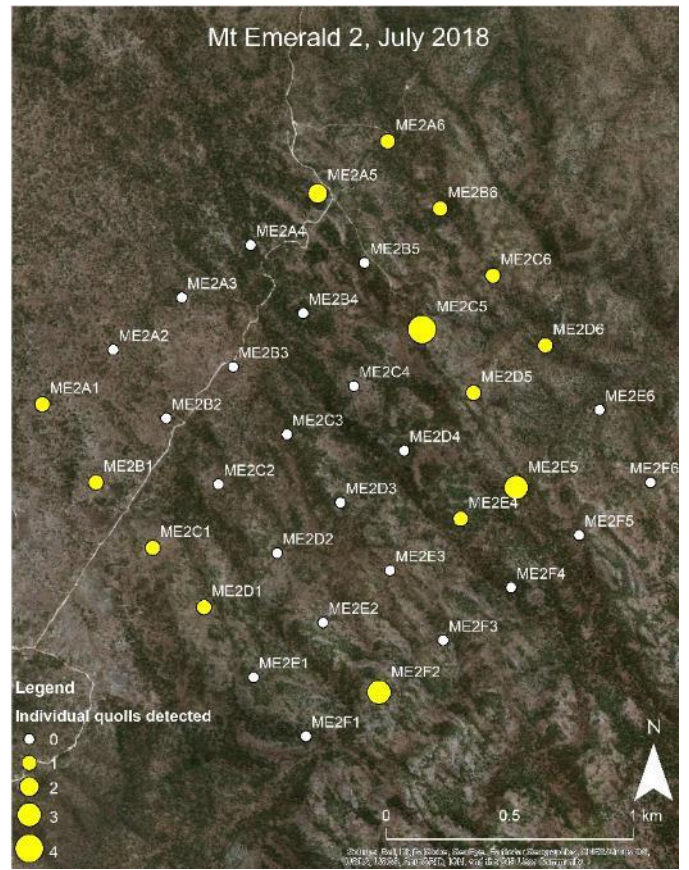 Mt Emerald 2, July 2018
ME2A6
ME2A5
ME2B6
ME2A4
ME2B5
ME2C6
ME2A3
ME2B4
ME2C5
ME2A2
ME2D6
ME2B3
ME2C4
ME2D5
ME2A1
ME2E6
ME2B2
ME2C3
ME2D4
ME2B1
ME2C2
ME2E5
ME2F6
ME2D3
ME2E4
ME2C1
ME2F5
ME2D2
ME2E3
ME2D1
ME2F4
ME2E2
ME2F3
ME2E1
ME2F2
ME2F1
Legend
Individual quolls detected
0
1
2
3
4
N
0 0.5 1 km